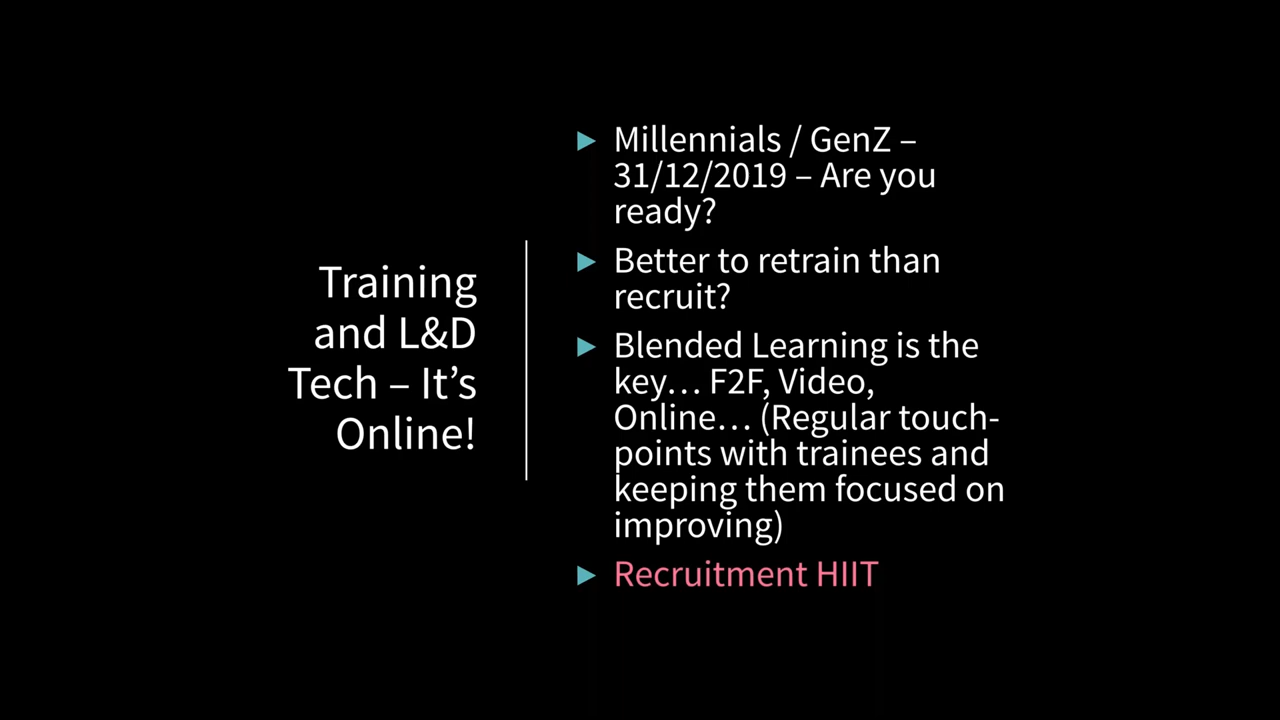 Training
and L&D
Tech – It’s
Online!
► Millennials / GenZ –
31/12/2019 – Are you
ready?
► Better to retrain than
recruit?
► Blended Learning is the
key… F2F, Video,
Online… (Regular touch-
points with trainees and
keeping them focused on
improving)
► Recruitment HIIT